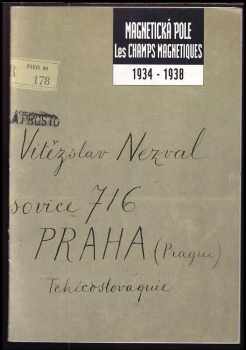 MAGNETICKÁ POLE
Les CHAMPS MAGNETIQUES
1934 - 1938
178
Vítězslav Nezval
sovice 716
PRAHA (Prague)
Tchécoslovaquie